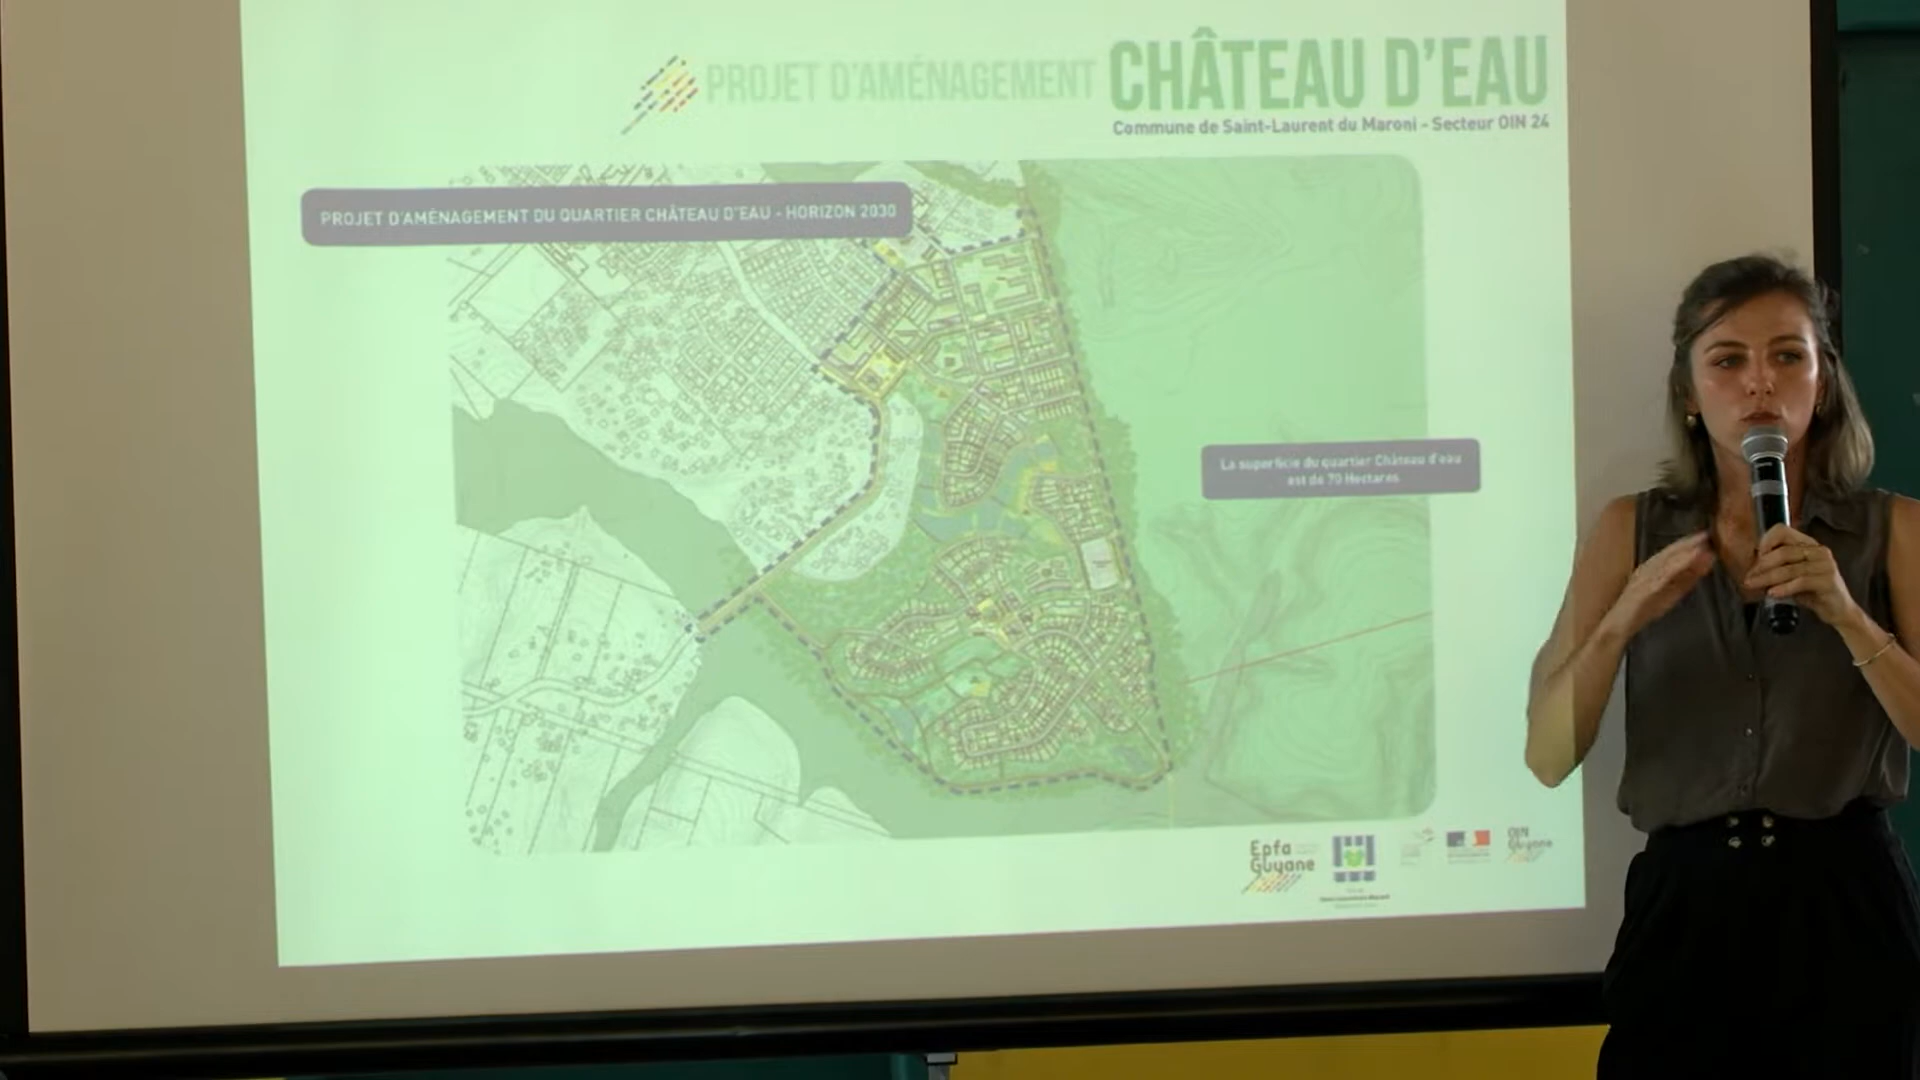 PROJET D'AMÉNAGEMENT CHÂTEAU D'EAU
Commune de Saint-Laurent du Maroni - Secteur OIN 24
PROJET D'AMÉNAGEMENT DU QUARTIER CHÂTEAU D'EAU - HORIZON 2030
La superficie du quartier Château d'eau
est de 70 Hectares
Epfa
Guyane
OIN
Guyane